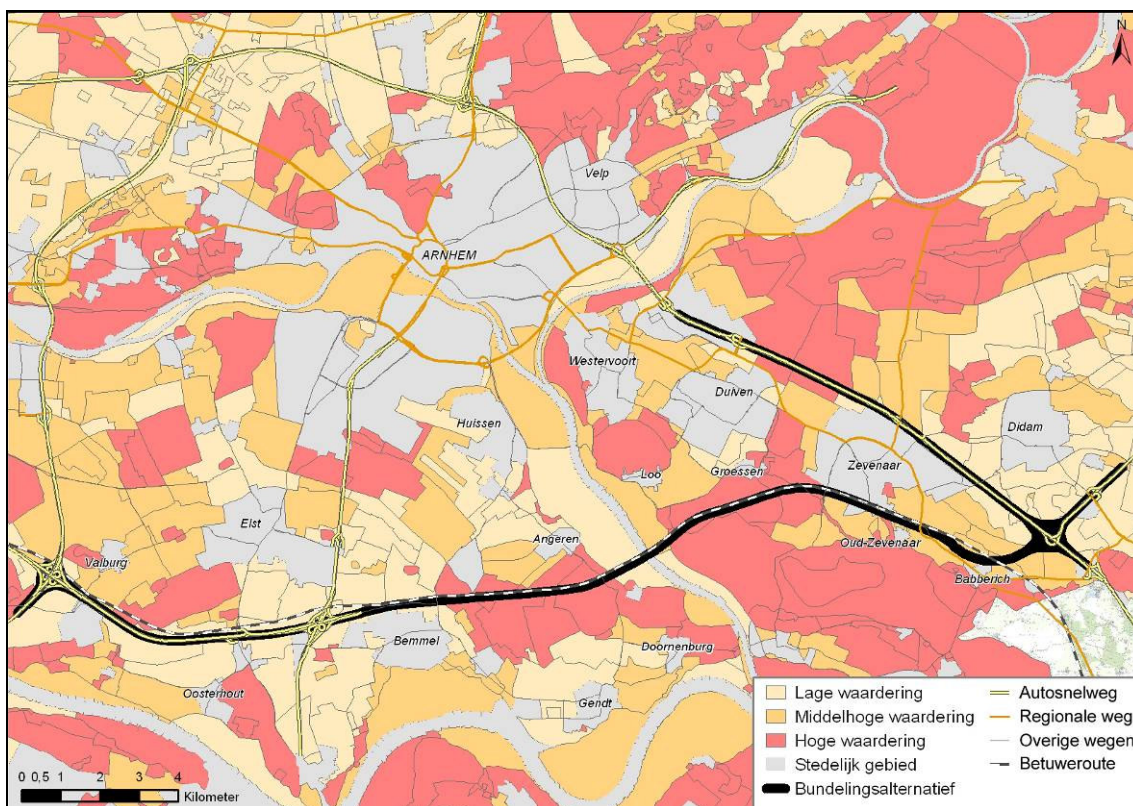 N
Velp
ARNHEM
Westervoort
Duiven
Huissen
Didam
Zevenaar
Loo
Groessen
Elst
Angeren
Oud-Zevenaar
Valburg
Babberich
Bemmel
Doornenburg
Oosterhout
Gendt
Lage waardering
Middelhoge waardering
Hoge waardering
Stedelijk gebied
Bundelingsalternatief
Autosnelweg
Regionale weg
Overige wegen
Betuweroute
0 0,5 1 2 3 4
Kilometer